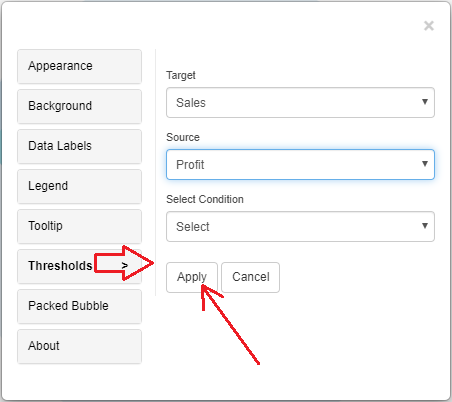 ×
Appearance
Background
Data Labels
Legend
Tooltip
Thresholds >
Packed Bubble
About
Target
Sales
Source
Profit
Select Condition
Select
Apply Cancel